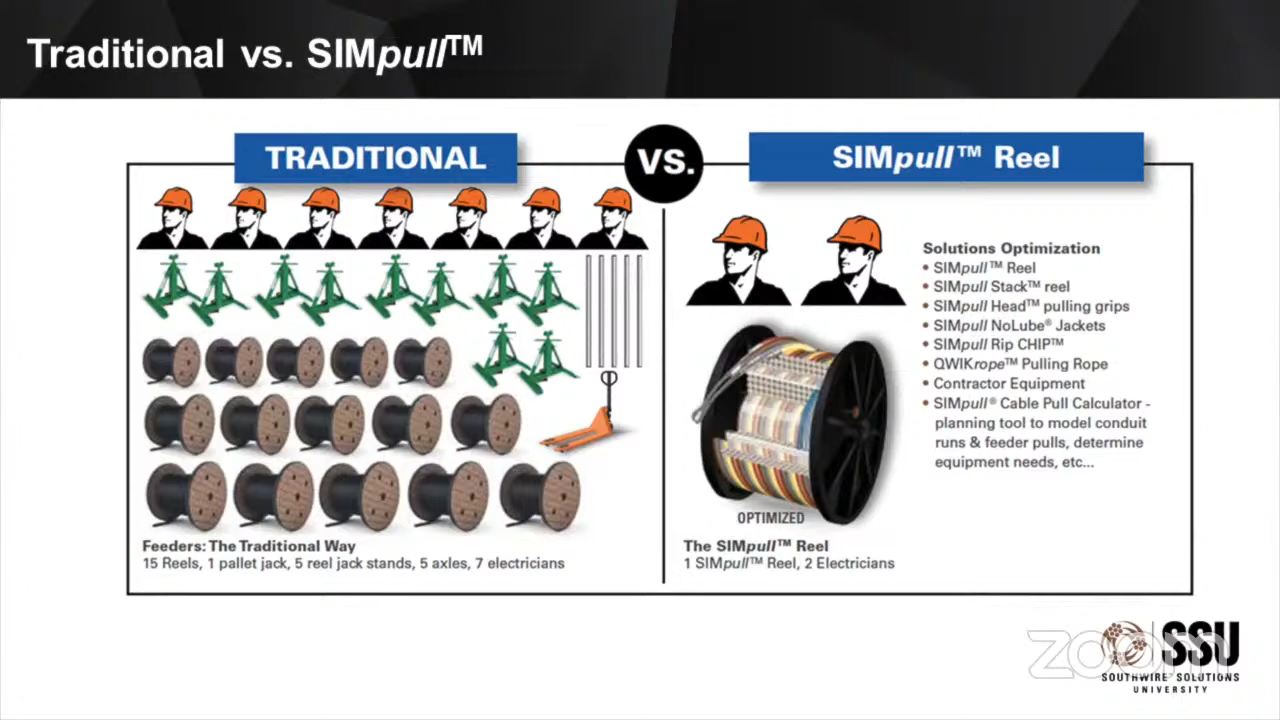 Traditional vs. SIMpull™
TRADITIONAL
VS.
SIMpull™ Reel
Solutions Optimization
• SIMpull™ Reel
• SIMpull Stack™ reel
• SIMpull Head™ pulling grips
• SIMpull NoLube® Jackets
• SIMpull Rip CHIP™
• QWIKrope™ Pulling Rope
• Contractor Equipment
• SIMpull® Cable Pull Calculator -
planning tool to model conduit
runs & feeder pulls, determine
equipment needs, etc...
OPTIMIZED
Feeders: The Traditional Way
15 Reels, 1 pallet jack, 5 reel jack stands, 5 axles, 7 electricians
The SIMpull™ Reel
1 SIMpull™ Reel, 2 Electricians
zoom
SSU
SOUTHWIRE SOLUTIONS
UNIVERSITY